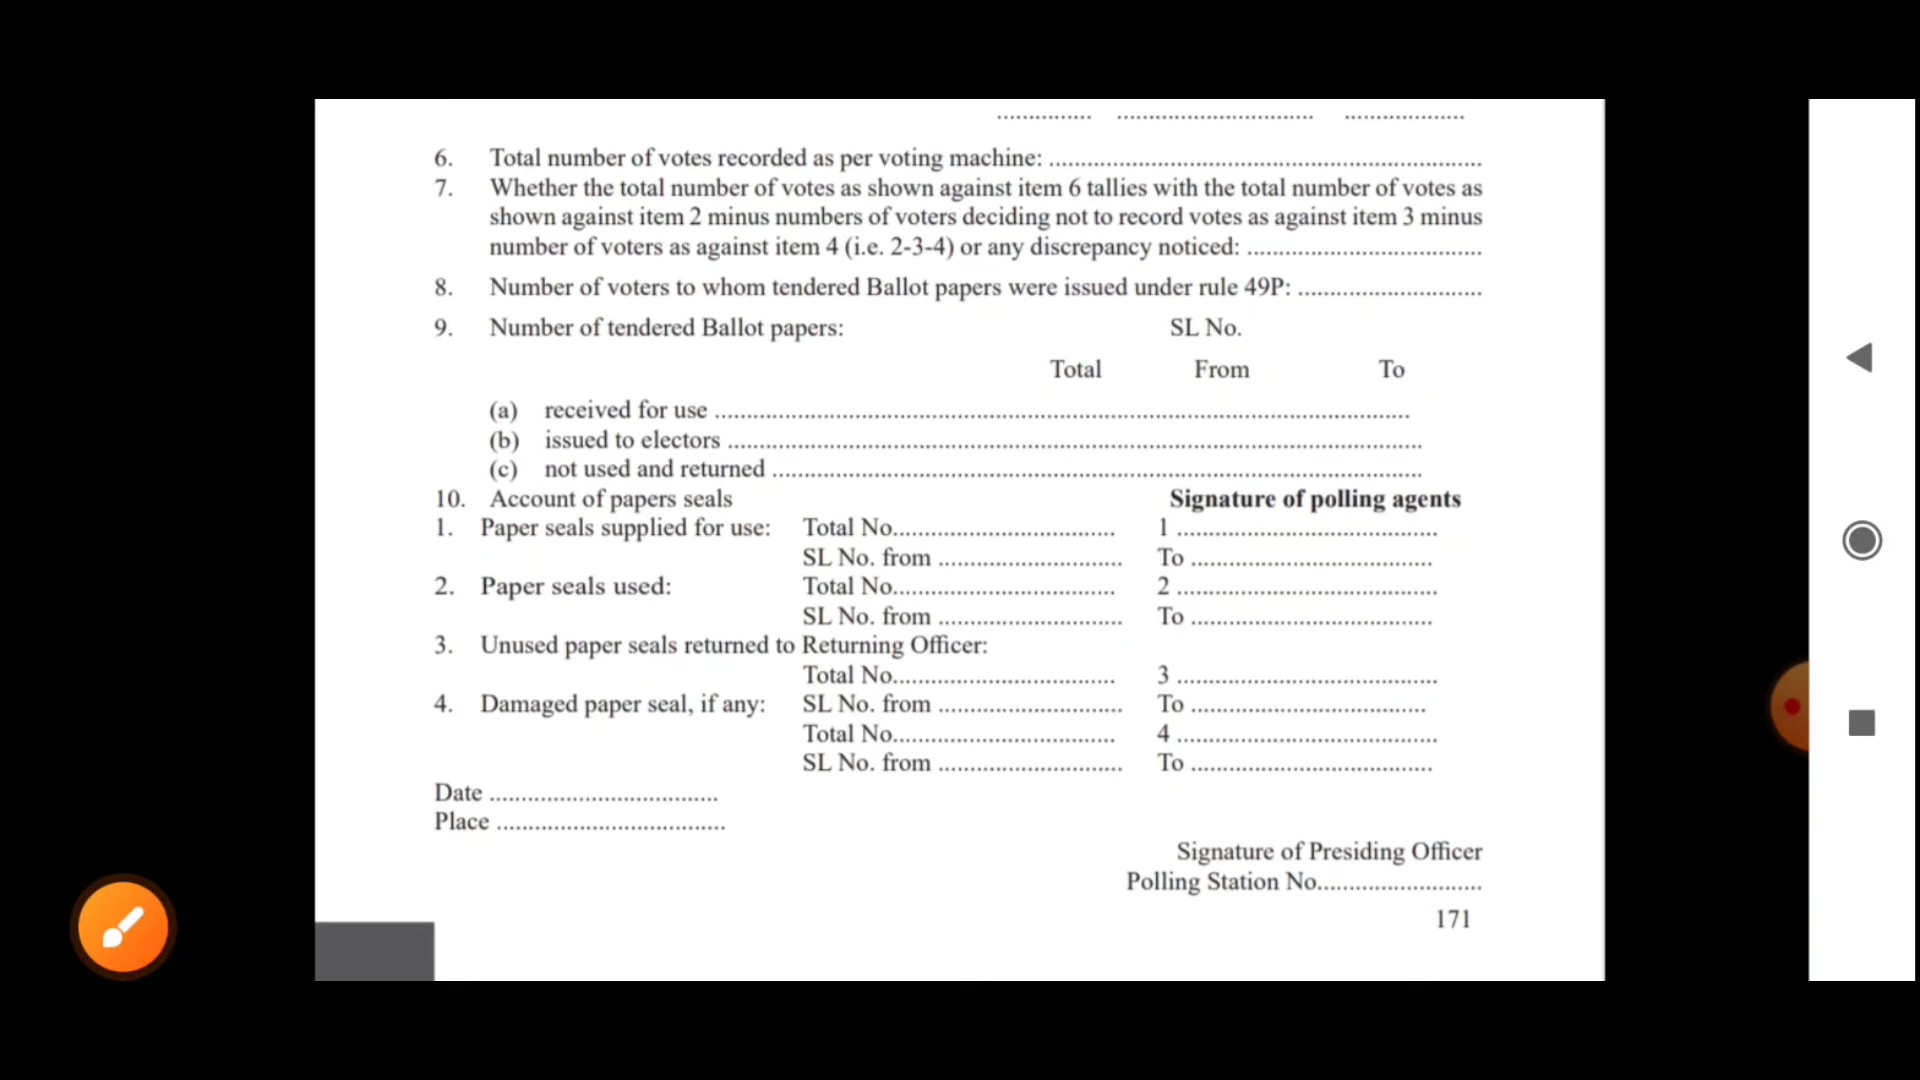 ............... ............................... ...................
6. Total number of votes recorded as per voting machine: ....................................................................
7. Whether the total number of votes as shown against item 6 tallies with the total number of votes as
shown against item 2 minus numbers of voters deciding not to record votes as against item 3 minus
number of voters as against item 4 (i.e. 2-3-4) or any discrepancy noticed: .....................................
8. Number of voters to whom tendered Ballot papers were issued under rule 49P: .............................
9. Number of tendered Ballot papers: SL No.
Total From To
(a) received for use .............................................................................................................
(b) issued to electors .............................................................................................................
(c) not used and returned ......................................................................................................
10. Account of papers seals Signature of polling agents
1. Paper seals supplied for use: Total No................................... 1 .........................................
SL No. from ............................. To ......................................
2. Paper seals used: Total No................................... 2 .........................................
SL No. from ............................. To ......................................
3. Unused paper seals returned to Returning Officer:
Total No................................... 3 .........................................
4. Damaged paper seal, if any: SL No. from ............................. To .....................................
Total No................................... 4 .........................................
SL No. from ............................. To ......................................
Date ....................................
Place ....................................
Signature of Presiding Officer
Polling Station No..........................
171